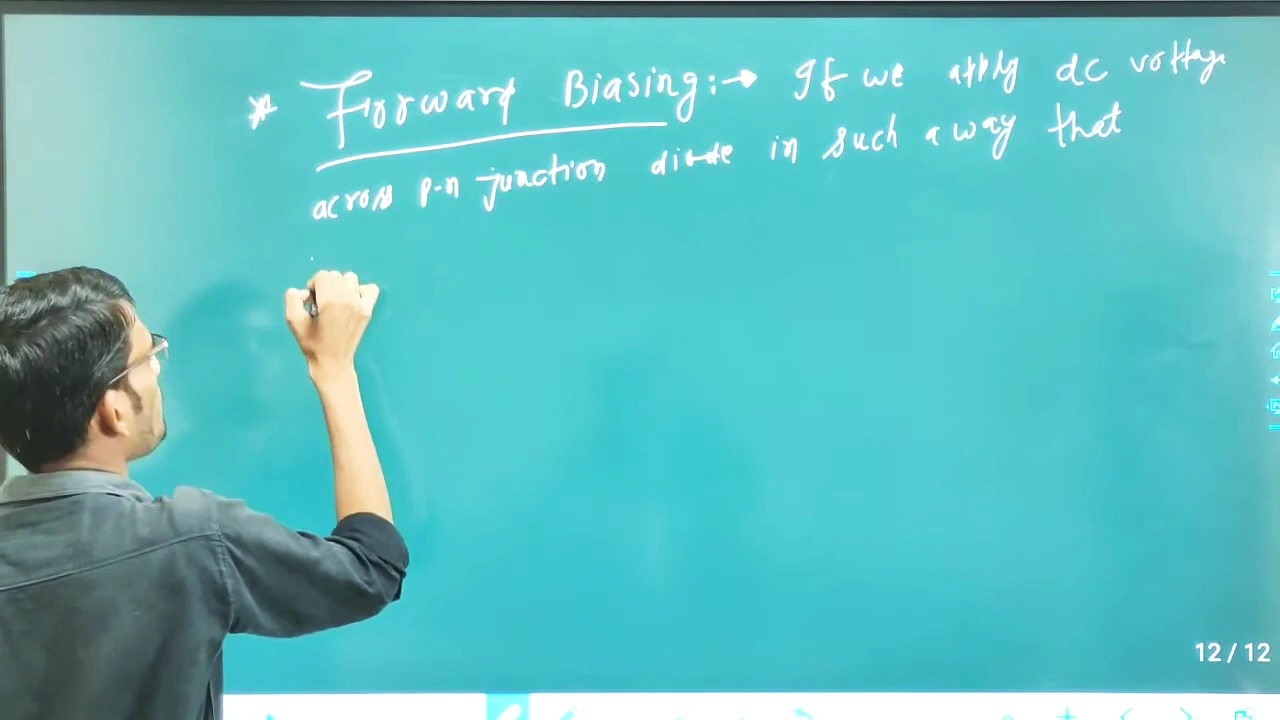 * Forward Biasing:→ If we apply dc voltage
across p-n junction diode in such a way that
12/12